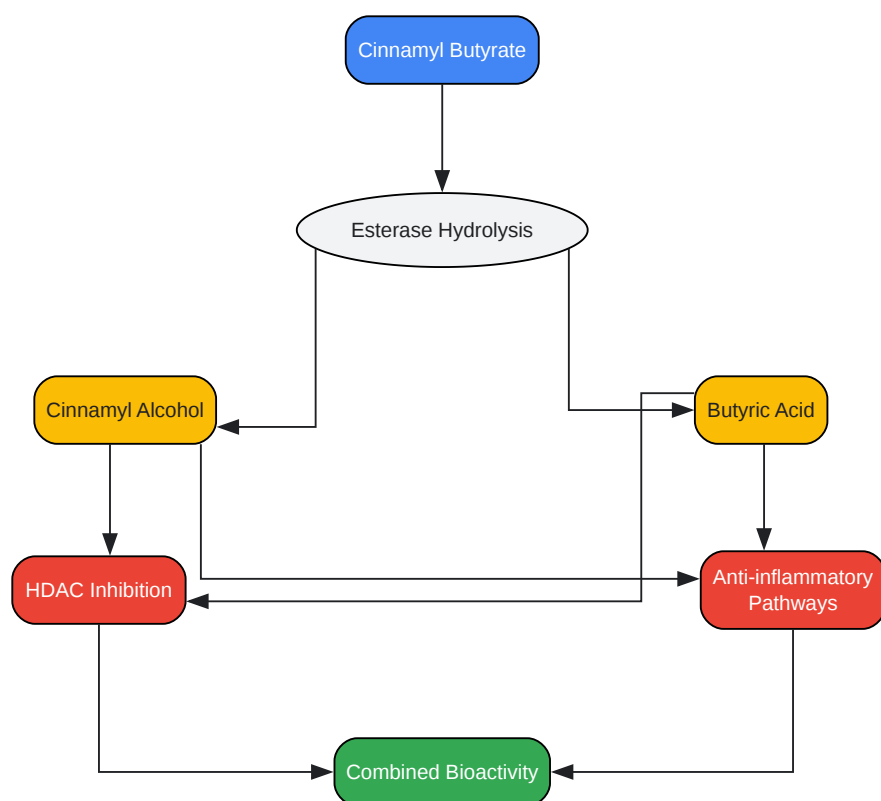 Cinnamyl Butyrate
Esterase Hydrolysis
Cinnamyl Alcohol
Butyric Acid
HDAC Inhibition
Anti-inflammatory
Pathways
Combined Bioactivity